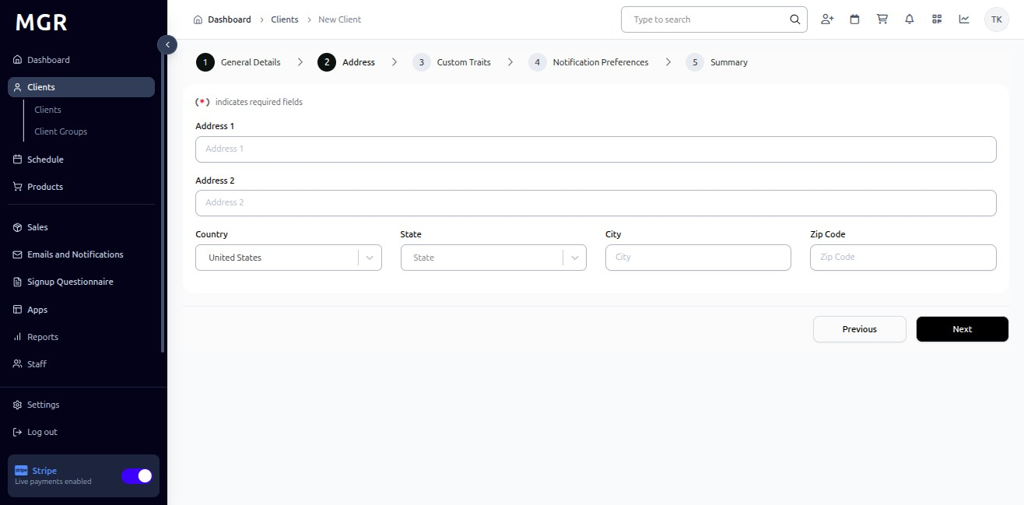 MGR
Dashboard
Clients
Clients
Client Groups
Schedule
Products
Sales
Emails and Notifications
Signup Questionnaire
Apps
Reports
Staff
Settings
Log out
stripe Stripe
Live payments enabled
Dashboard > Clients > New Client
Type to search
TK
1 General Details > 2 Address > 3 Custom Traits > 4 Notification Preferences > 5 Summary
(*) indicates required fields
Address 1
Address 1
Address 2
Address 2
Country State City Zip Code
United States State City Zip Code
Previous Next